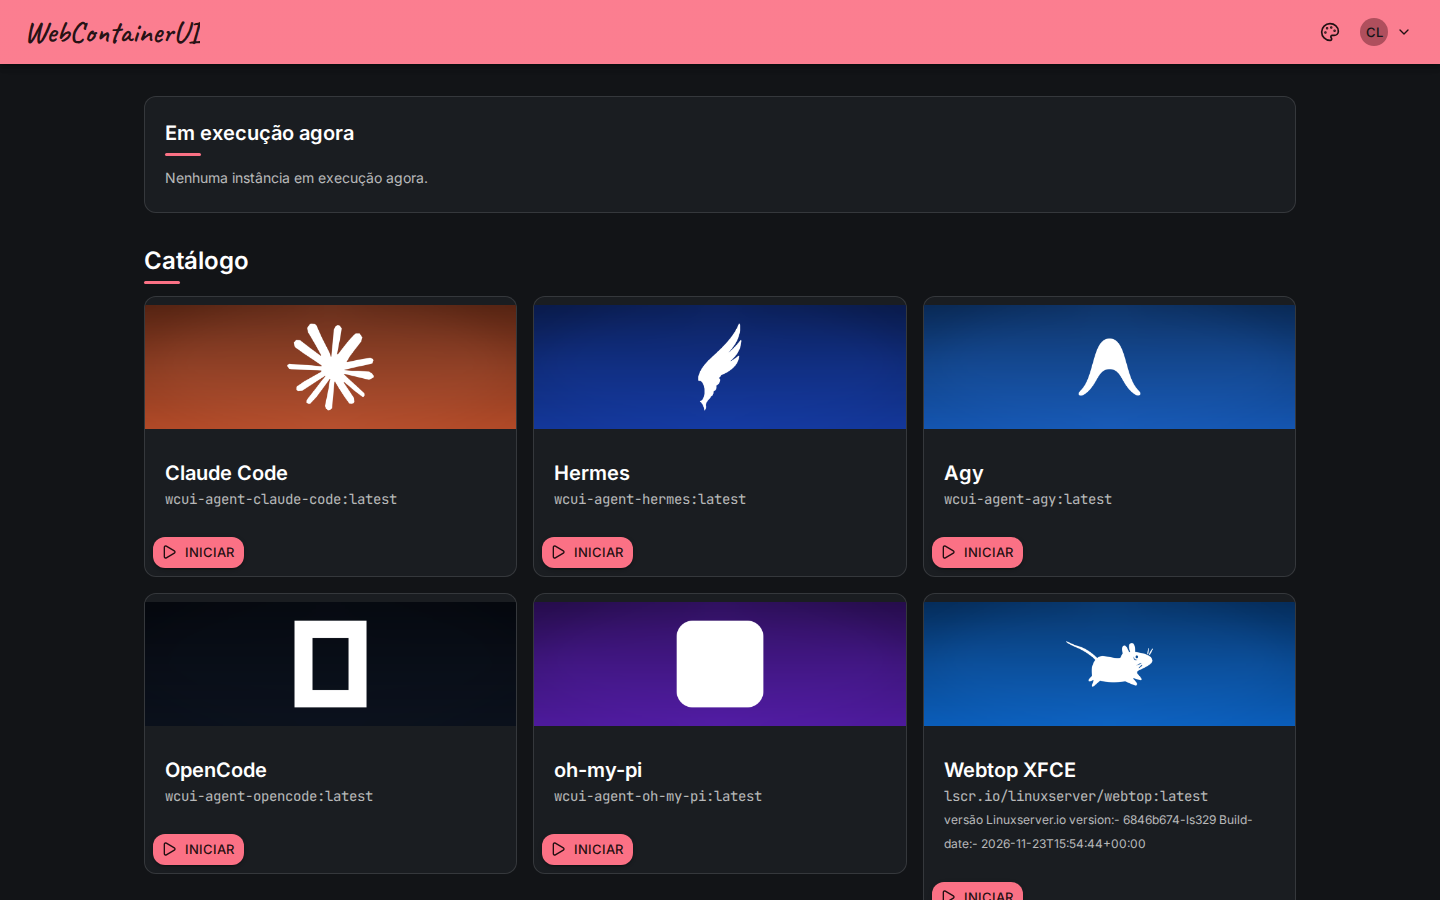 WebContainerUI
CL
Em execução agora
Nenhuma instância em execução agora.
Catálogo
Claude Code
wcui-agent-claude-code:latest
INICIAR
Hermes
wcui-agent-hermes:latest
INICIAR
Agy
wcui-agent-agy:latest
INICIAR
OpenCode
wcui-agent-opencode:latest
INICIAR
oh-my-pi
wcui-agent-oh-my-pi:latest
INICIAR
Webtop XFCE
lscr.io/linuxserver/webtop:latest
versão Linuxserver.io version:- 6846b674-ls329 Build-
date:- 2026-11-23T15:54:44+00:00
INICIAR